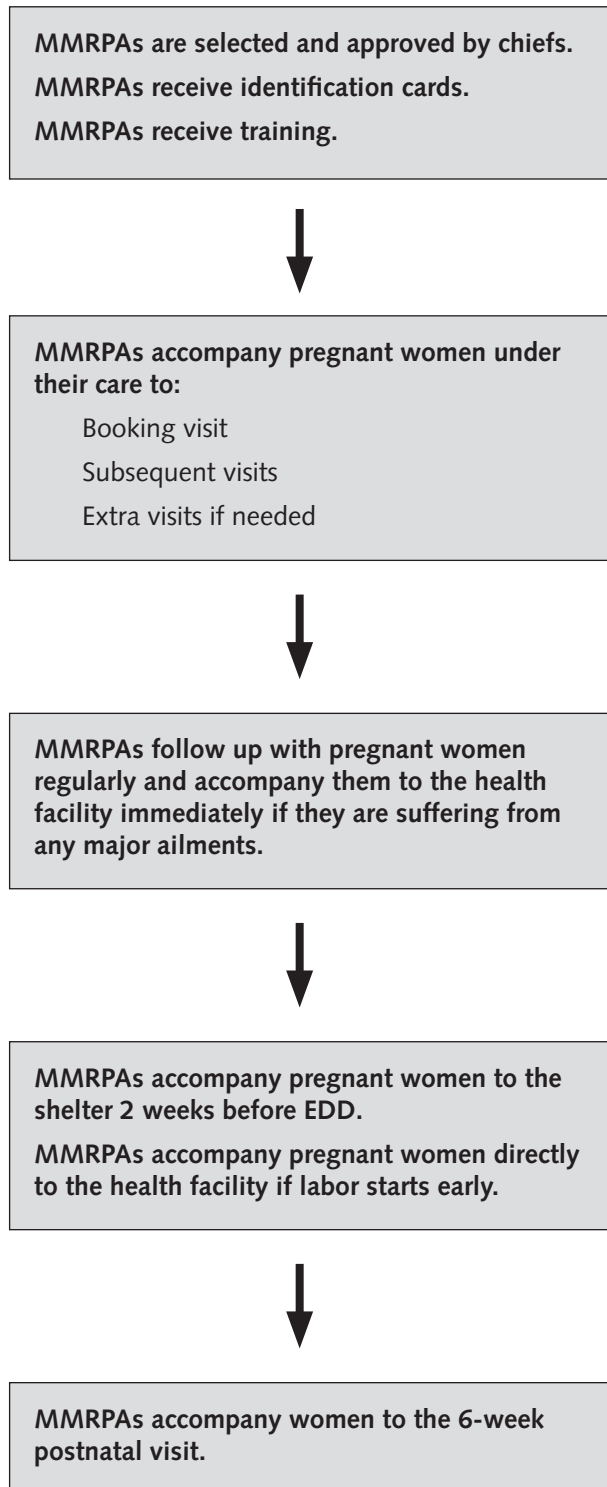 MMRPAs are selected and approved by chiefs.
MMRPAs receive identification cards.
MMRPAs receive training.
MMRPAs accompany pregnant women under
their care to:
Booking visit
Subsequent visits
Extra visits if needed
MMRPAs follow up with pregnant women
regularly and accompany them to the health
facility immediately if they are suffering from
any major ailments.
MMRPAs accompany pregnant women to the
shelter 2 weeks before EDD.
MMRPAs accompany pregnant women directly
to the health facility if labor starts early.
MMRPAs accompany women to the 6-week
postnatal visit.